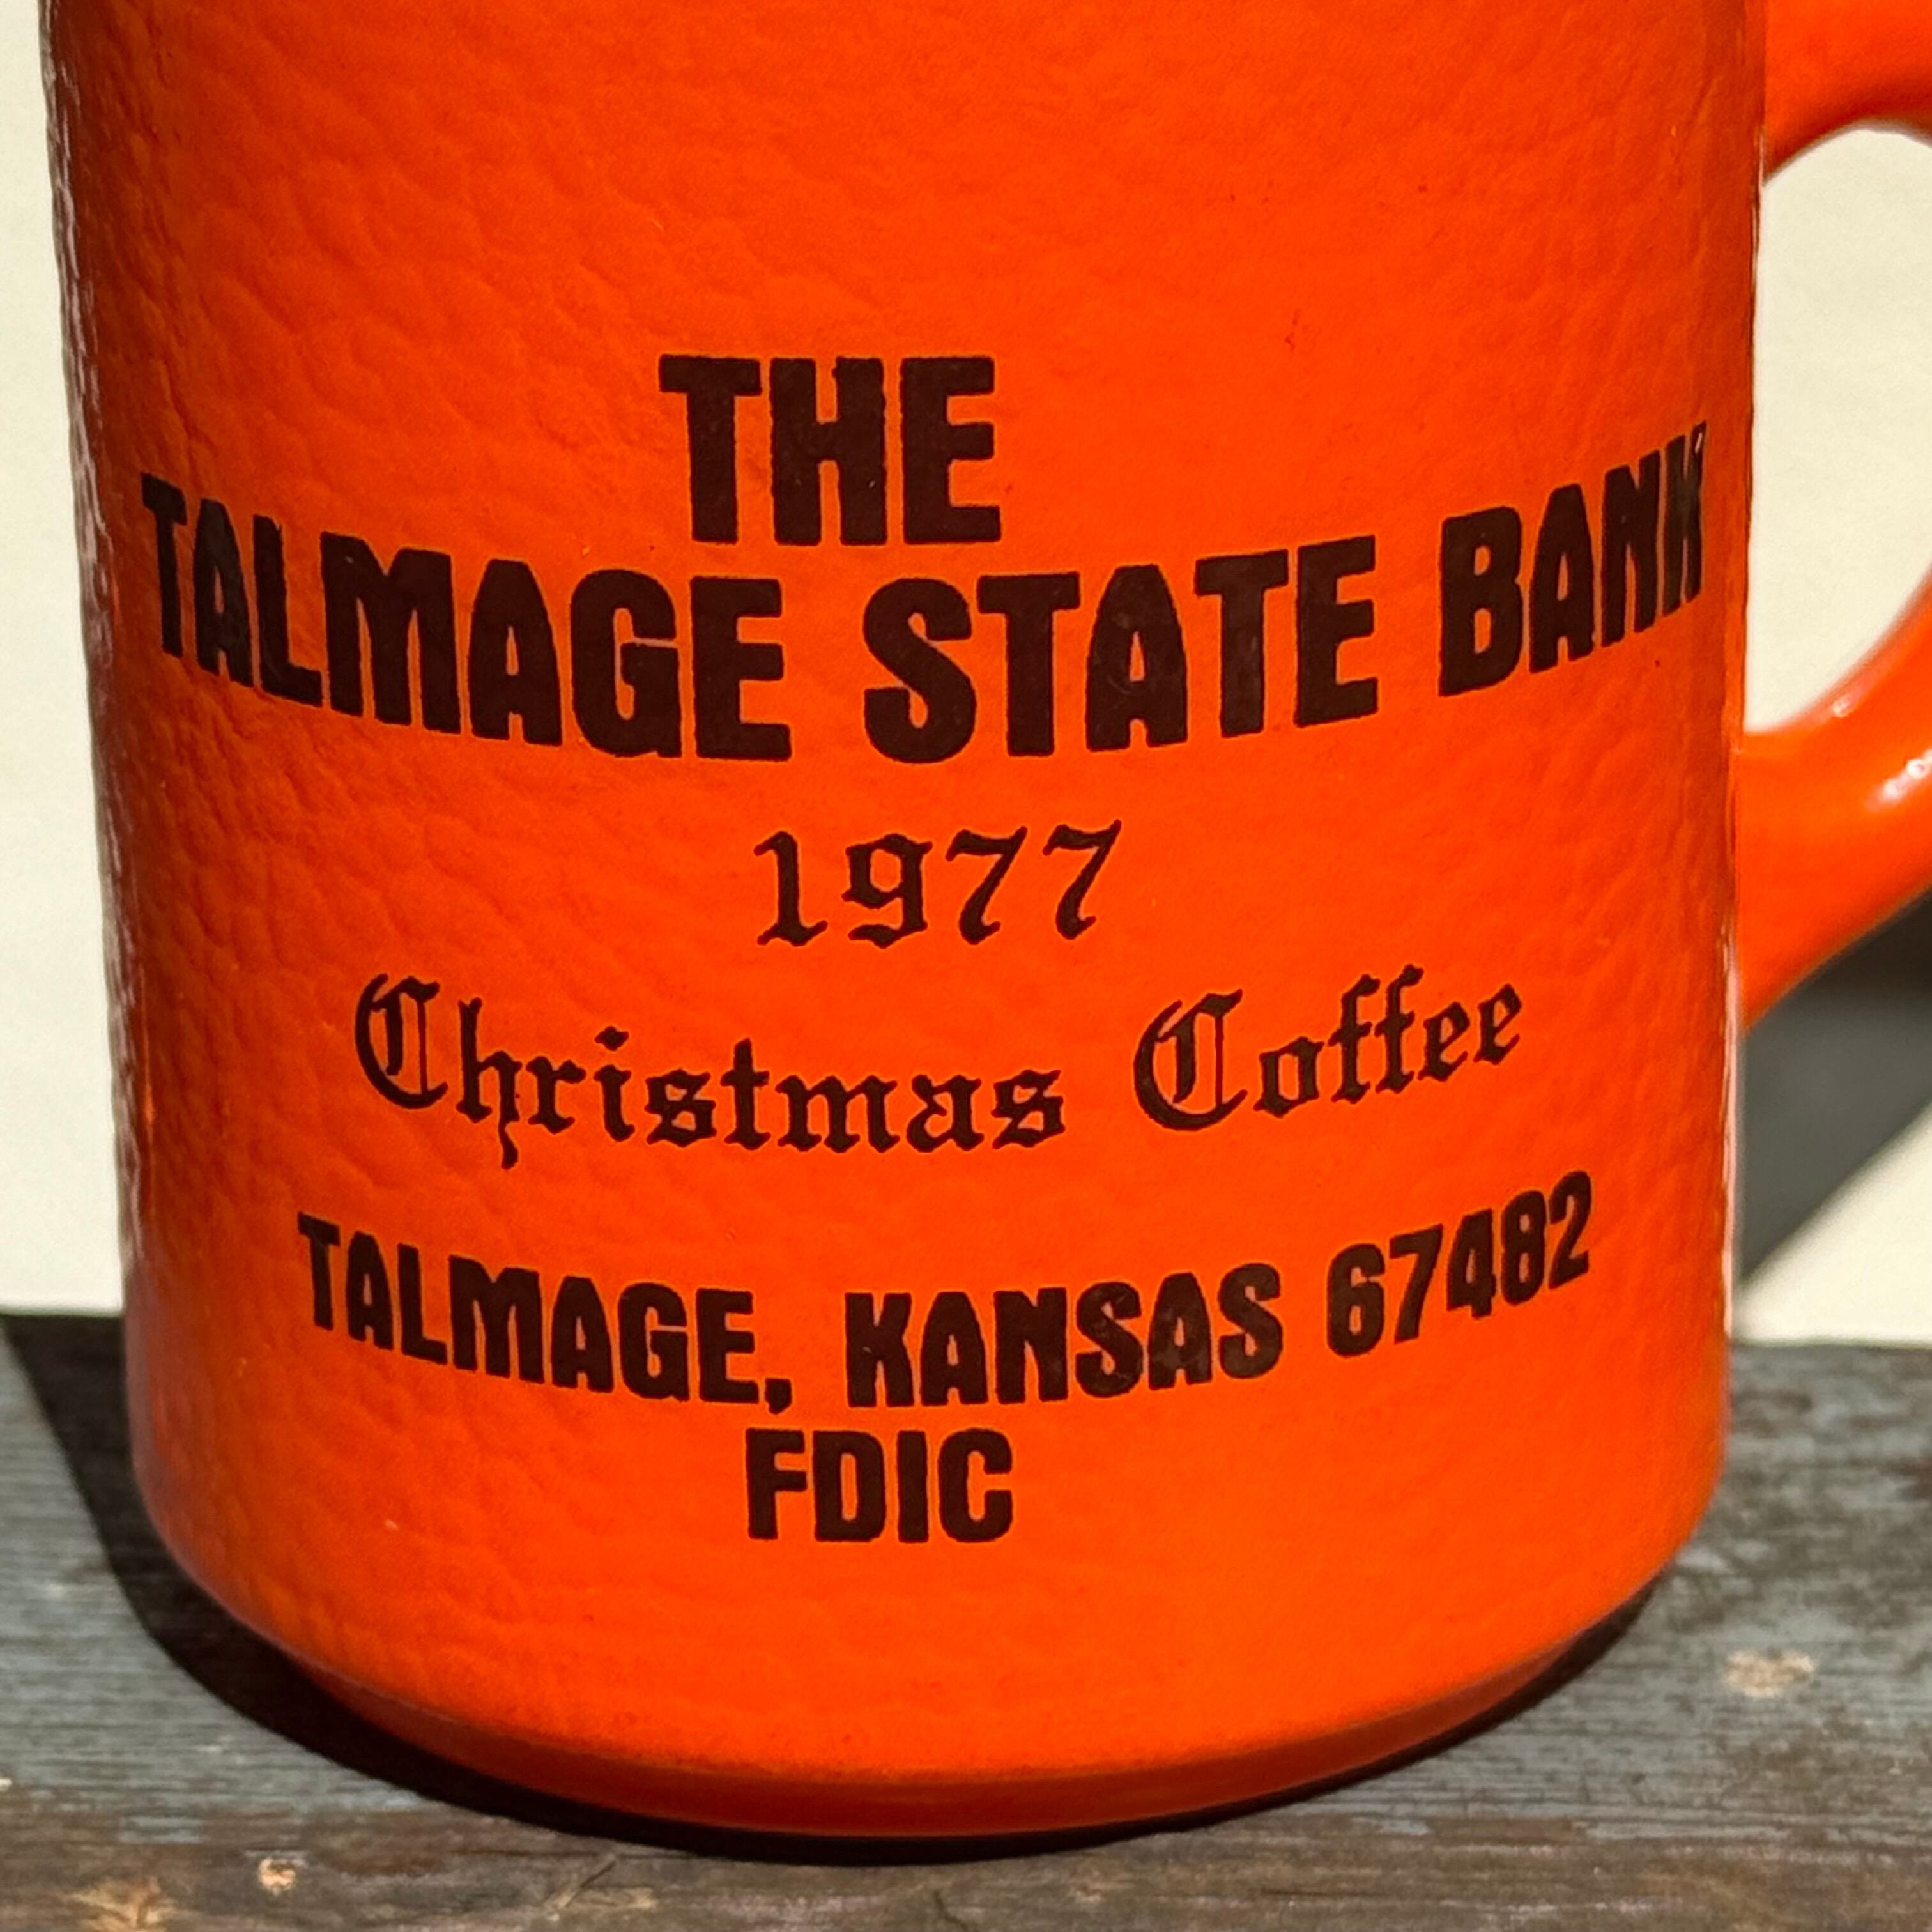 THE
TALMAGE STATE BANK
1977
Christmas Coffee
TALMAGE, KANSAS 67482
FDIC